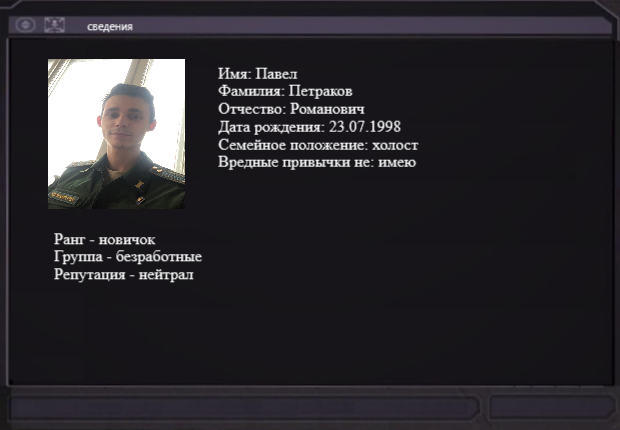 сведения
Имя: Павел
Фамилия: Петраков
Отчество: Романович
Дата рождения: 23.07.1998
Семейное положение: холост
Вредные привычки не: имею
Ранг - новичок
Группа - безработные
Репутация - нейтрал